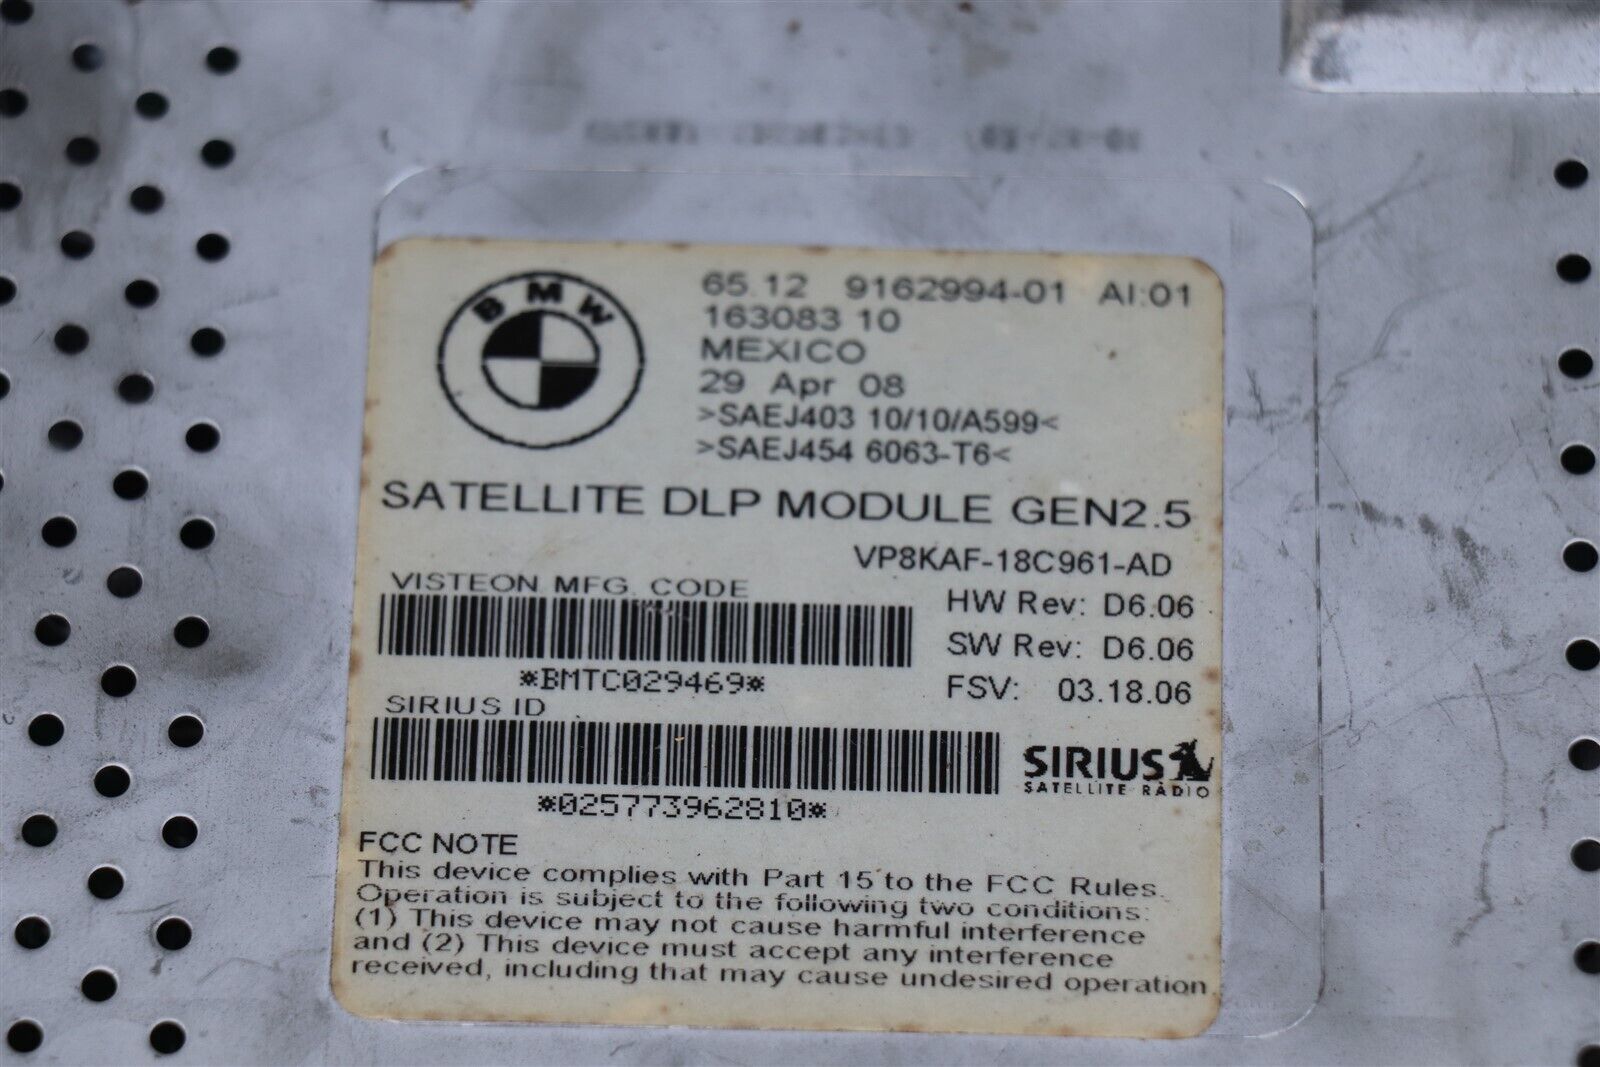 BMW
65.12 9162994-01 AI:01
163083 10
MEXICO
29 Apr 08
>SAEJ403 10/10/A599<
>SAEJ454 6063-T6<
SATELLITE DLP MODULE GEN2.5
VP8KAF-18C961-AD
VISTEON MFG. CODE
HW Rev: D6.06
SW Rev: D6.06
*BMTC029469*
FSV: 03.18.06
SIRIUS ID
SIRIUS
SATELLITE RADIO
*025773962810*
FCC NOTE
This device complies with Part 15 to the FCC Rules.
Operation is subject to the following two conditions:
(1) This device may not cause harmful interference
and (2) This device must accept any interference
received, including that may cause undesired operation